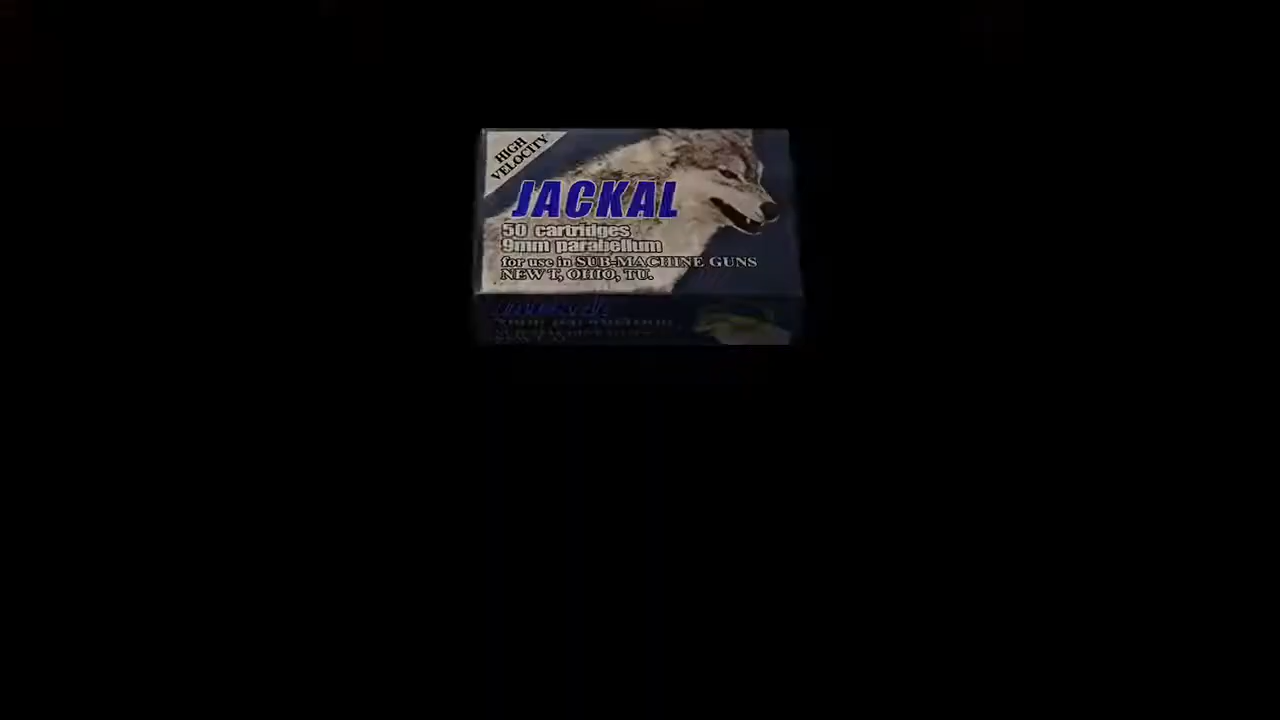 HIGH
VELOCITY
JACKAL
50 cartridges
9mm parabellum
for use in SUB-MACHINE GUNS
NEW T, OHIO, TU.